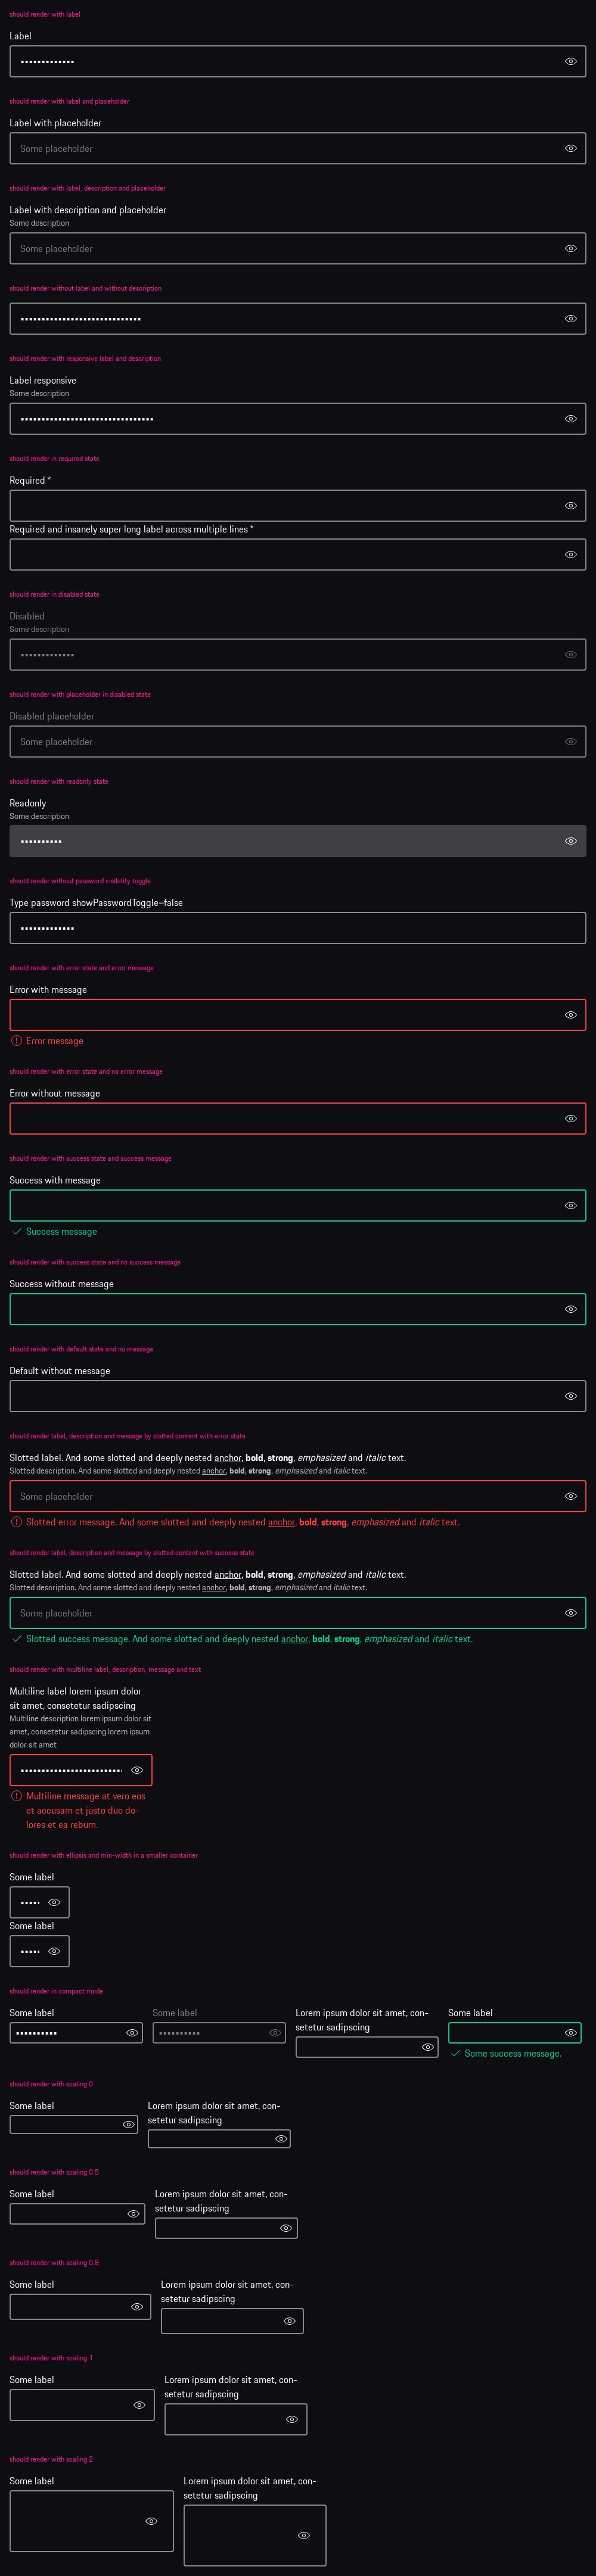 should render with label
Label
•••••••••••••
should render with label and placeholder
Label with placeholder
Some placeholder
should render with label, description and placeholder
Label with description and placeholder
Some description
Some placeholder
should render without label and without description
•••••••••••••••••••••••••••••
should render with responsive label and description
Label responsive
Some description
••••••••••••••••••••••••••••••••
should render in required state
Required *
Required and insanely super long label across multiple lines *
should render in disabled state
Disabled
Some description
•••••••••••••
should render with placeholder in disabled state
Disabled placeholder
Some placeholder
should render with readonly state
Readonly
Some description
••••••••••
should render without password visibility toggle
Type password showPasswordToggle=false
•••••••••••••
should render with error state and error message
Error with message
Error message
should render with error state and no error message
Error without message
should render with success state and success message
Success with message
Success message
should render with success state and no success message
Success without message
should render with default state and no message
Default without message
should render label, description and message by slotted content with error state
Slotted label. And some slotted and deeply nested anchor, bold, strong, emphasized and italic text.
Slotted description. And some slotted and deeply nested anchor, bold, strong, emphasized and italic text.
Some placeholder
Slotted error message. And some slotted and deeply nested anchor, bold, strong, emphasized and italic text.
should render label, description and message by slotted content with success state
Slotted label. And some slotted and deeply nested anchor, bold, strong, emphasized and italic text.
Slotted description. And some slotted and deeply nested anchor, bold, strong, emphasized and italic text.
Some placeholder
Slotted success message. And some slotted and deeply nested anchor, bold, strong, emphasized and italic text.
should render with multiline label, description, message and text
Multiline label lorem ipsum dolor
sit amet, consetetur sadipscing
Multiline description lorem ipsum dolor sit
amet, consetetur sadipscing lorem ipsum
dolor sit amet
•••••••••••••••••••••••••
Multiline message at vero eos
et accusam et justo duo do-
lores et ea rebum.
should render with ellipsis and min-width in a smaller container
Some label
•••••
Some label
•••••
should render in compact mode
Some label
••••••••••
Some label
••••••••••
Lorem ipsum dolor sit amet, con-
setetur sadipscing
Some label
Some success message.
should render with scaling 0
Some label
Lorem ipsum dolor sit amet, con-
setetur sadipscing
should render with scaling 0.5
Some label
Lorem ipsum dolor sit amet, con-
setetur sadipscing
should render with scaling 0.8
Some label
Lorem ipsum dolor sit amet, con-
setetur sadipscing
should render with scaling 1
Some label
Lorem ipsum dolor sit amet, con-
setetur sadipscing
should render with scaling 2
Some label
Lorem ipsum dolor sit amet, con-
setetur sadipscing